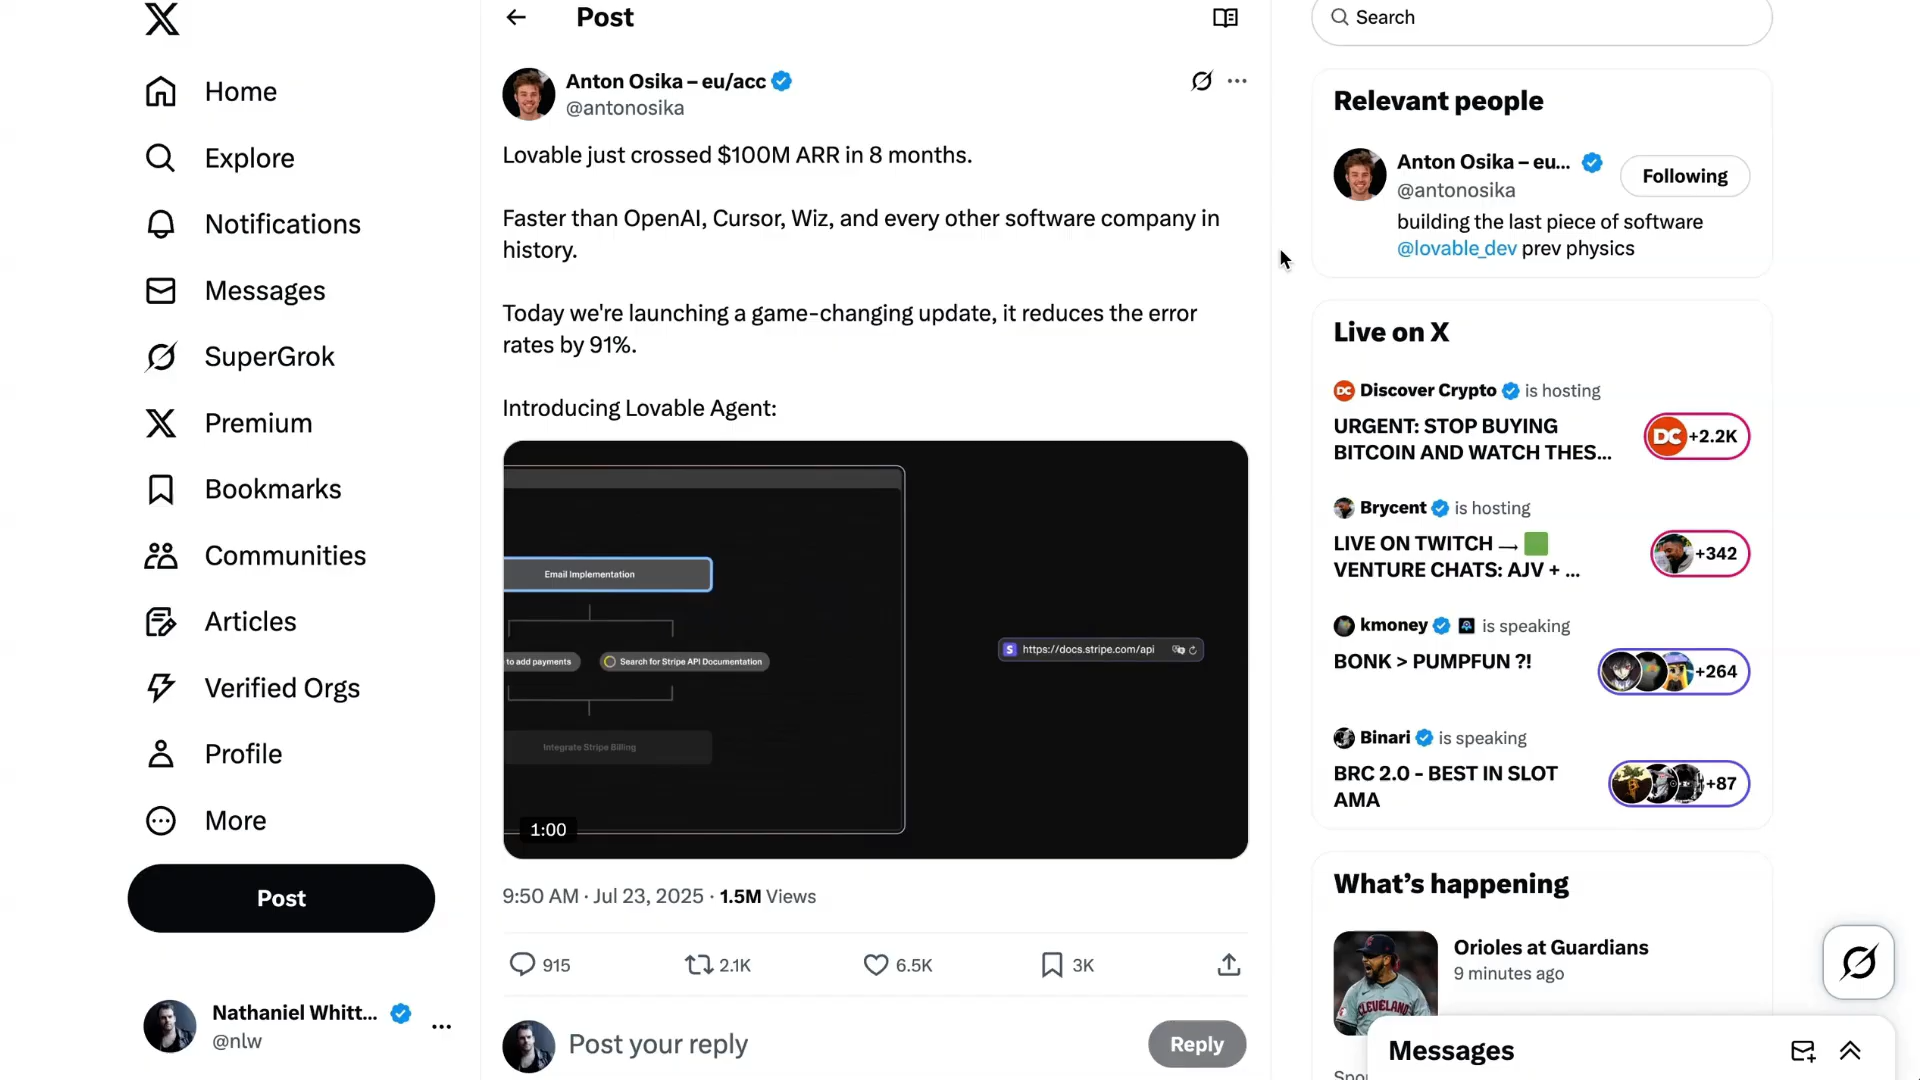 Home
Explore
Notifications
Messages
SuperGrok
Premium
Bookmarks
Communities
Articles
Verified Orgs
Profile
More
Post
Nathaniel Whitt...
@nlw
Post
Anton Osika – eu/acc
@antonosika
Lovable just crossed $100M ARR in 8 months.
Faster than OpenAI, Cursor, Wiz, and every other software company in
history.
Today we're launching a game-changing update, it reduces the error
rates by 91%.
Introducing Lovable Agent:
Email Implementation
to add payments
Search for Stripe API Documentation
Integrate Stripe Billing
S https://docs.stripe.com/api
1:00
9:50 AM · Jul 23, 2025 · 1.5M Views
915
2.1K
6.5K
3K
Post your reply
Reply
Search
Relevant people
Anton Osika – eu...
@antonosika
Following
building the last piece of software
@lovable_dev prev physics
Live on X
DC Discover Crypto is hosting
URGENT: STOP BUYING
BITCOIN AND WATCH THES...
DC +2.2K
Brycent is hosting
LIVE ON TWITCH →
VENTURE CHATS: AJV + ...
+342
kmoney is speaking
BONK > PUMPFUN ?!
+264
Binari is speaking
BRC 2.0 - BEST IN SLOT
AMA
+87
What's happening
Orioles at Guardians
9 minutes ago
CLEVELAND
Messages